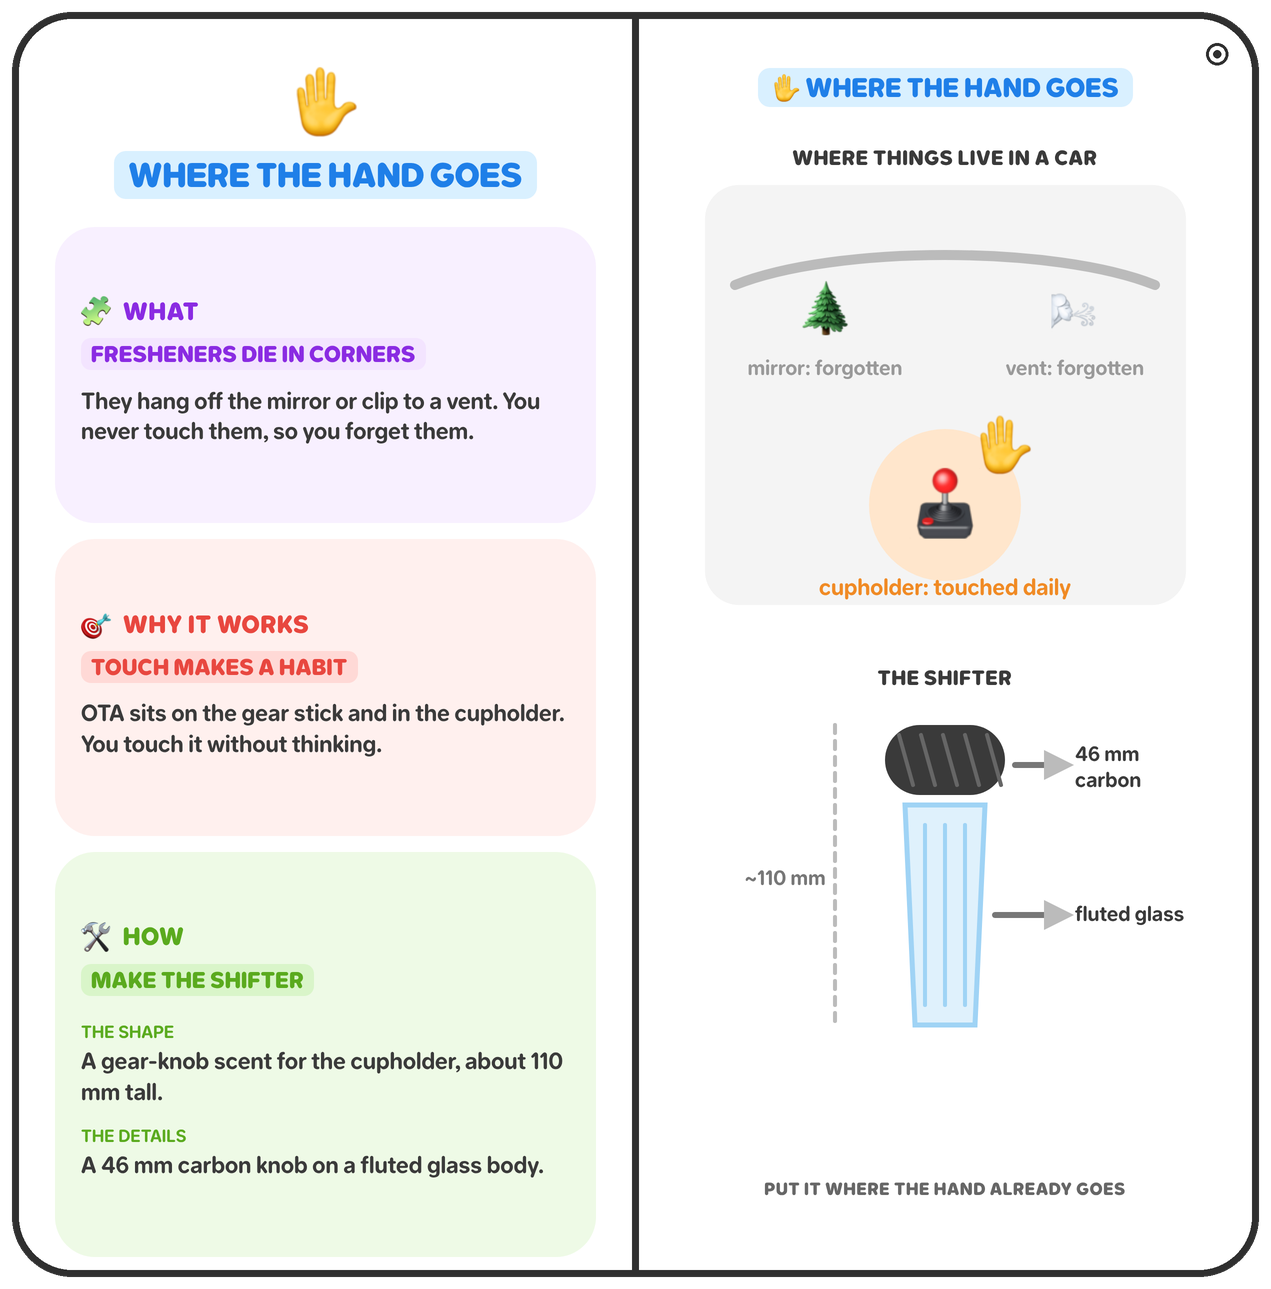 WHERE THE HAND GOES
WHAT
FRESHENERS DIE IN CORNERS
They hang off the mirror or clip to a vent. You
never touch them, so you forget them.
WHY IT WORKS
TOUCH MAKES A HABIT
OTA sits on the gear stick and in the cupholder.
You touch it without thinking.
HOW
MAKE THE SHIFTER
THE SHAPE
A gear-knob scent for the cupholder, about 110
mm tall.
THE DETAILS
A 46 mm carbon knob on a fluted glass body.
WHERE THE HAND GOES
WHERE THINGS LIVE IN A CAR
mirror: forgotten
vent: forgotten
cupholder: touched daily
THE SHIFTER
46 mm
carbon
~110 mm
fluted glass
PUT IT WHERE THE HAND ALREADY GOES